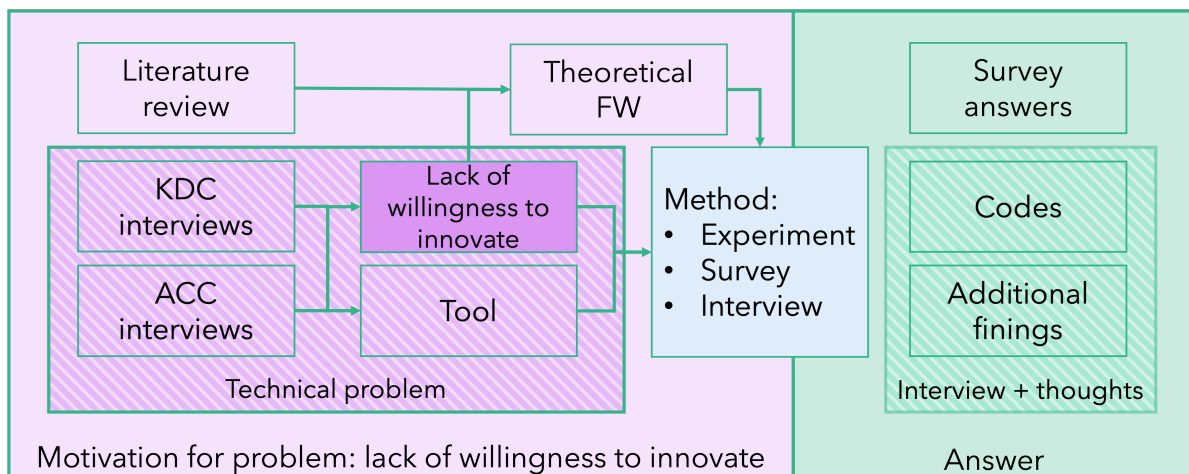 Literature
review
Theoretical
FW
Survey
answers
KDC
interviews
Lack of
willingness to
innovate
Method:
• Experiment
• Survey
• Interview
Codes
ACC
interviews
Tool
Additional
finings
Technical problem
Interview + thoughts
Motivation for problem: lack of willingness to innovate
Answer